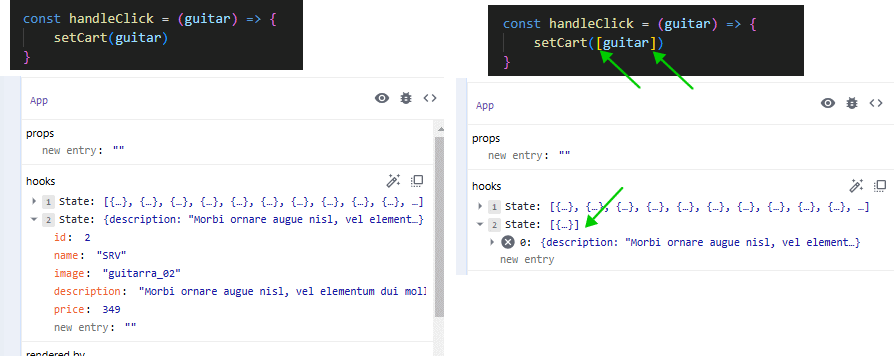 const handleClick = (guitar) => {
setCart(guitar)
}
App
props
new entry: ""
hooks
1 State: [{…}, {…}, {…}, {…}, {…}, {…}, {…}, {…}, {…}, {…}, …]
2 State: {description: "Morbi ornare augue nisl, vel element…}
id: 2
name: "SRV"
image: "guitarra_02"
description: "Morbi ornare augue nisl, vel elementum dui moll
price: 349
new entry: ""
rendered by
const handleClick = (guitar) => {
setCart([guitar])
}
App
props
new entry: ""
hooks
1 State: [{…}, {…}, {…}, {…}, {…}, {…}, {…}, {…}, {…}, {…}, …]
2 State: [{…}]
0: {description: "Morbi ornare augue nisl, vel element…}
new entry